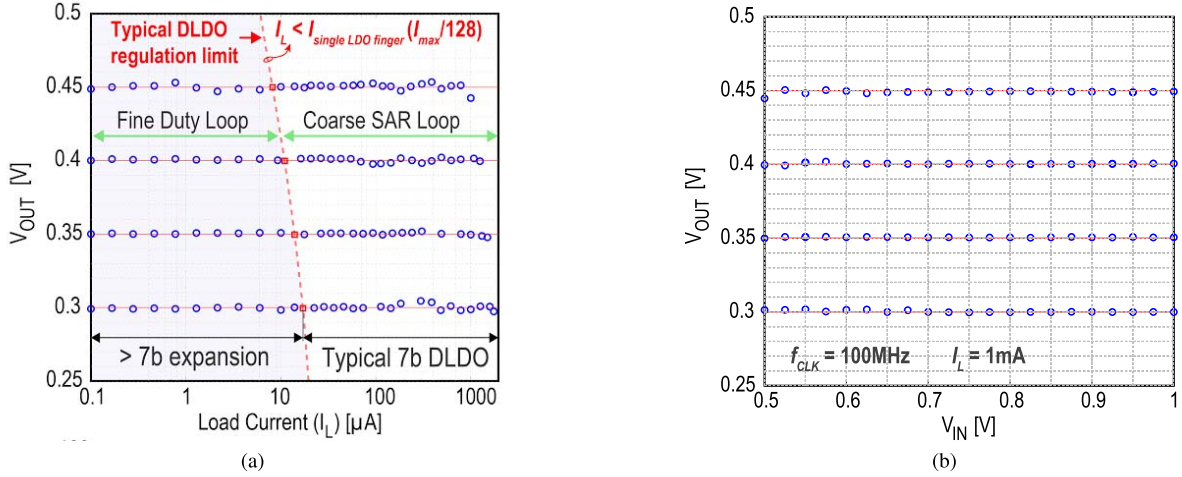 0.5
0.45
0.4
0.35
0.3
0.25
V_OUT [V]
Typical DLDO
regulation limit
I_L < I_single LDO finger (I_max/128)
Fine Duty Loop
Coarse SAR Loop
> 7b expansion
Typical 7b DLDO
0.1 1 10 100 1000
Load Current (I_L) [µA]
(a)
0.5
0.45
0.4
0.35
0.3
0.25
V_OUT [V]
f_CLK = 100MHz I_L = 1mA
0.5 0.6 0.7 0.8 0.9 1
V_IN [V]
(b)